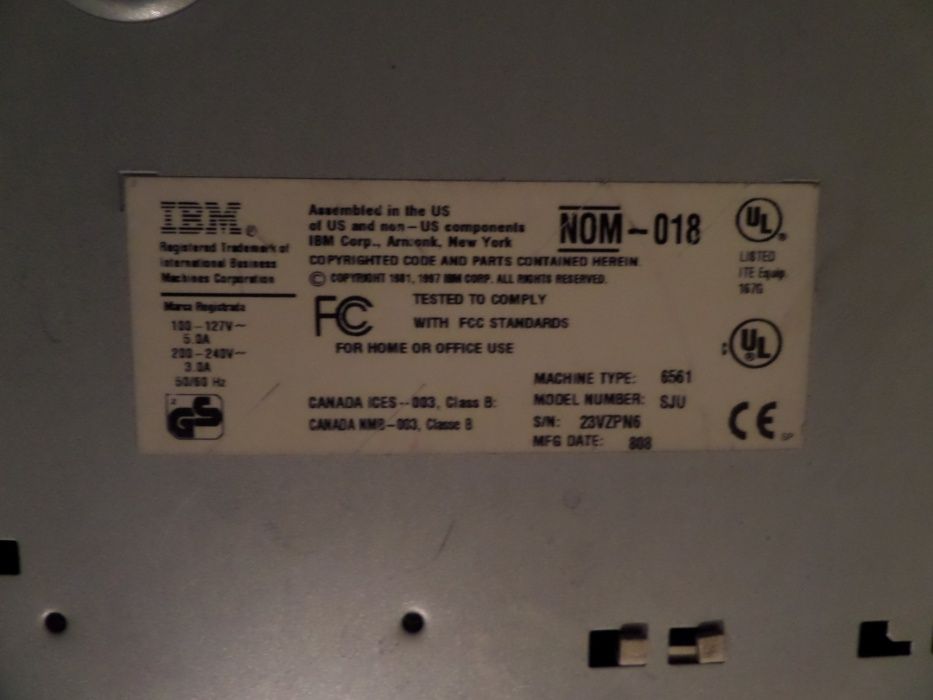 IBM®
Registered Trademark of
International Business
Machines Corporation
Marca Registrada
100-127V~
5.0A
200-240V~
3.0A
50/60 Hz
GS
Assembled in the US
of US and non-US components
IBM Corp., Armonk, New York
COPYRIGHTED CODE AND PARTS CONTAINED HEREIN.
© COPYRIGHT 1981, 1997 IBM CORP. ALL RIGHTS RESERVED.
FC
TESTED TO COMPLY
WITH FCC STANDARDS
FOR HOME OR OFFICE USE
CANADA ICES--003, Class B:
CANADA NMB-003, Classe B
NOM-018
MACHINE TYPE: 6561
MODEL NUMBER: SJU
S/N: 23VZPN6
MFG DATE: 808
UL®
LISTED
ITE Equip.
167G
UL®
CE
SP